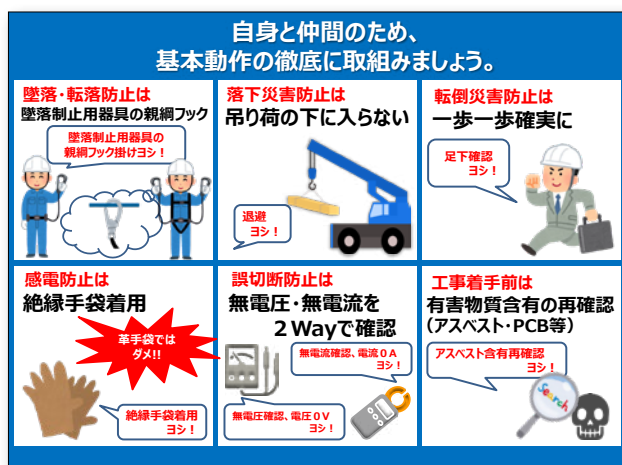 自身と仲間のため、
基本動作の徹底に取組みましょう。
墜落・転落防止は
墜落制止用器具の親綱フック
墜落制止用器具の
親綱フック掛けヨシ！
落下災害防止は
吊り荷の下に入らない
退避
ヨシ！
転倒災害防止は
一歩一歩確実に
足下確認
ヨシ！
感電防止は
絶縁手袋着用
革手袋では
ダメ!!
絶縁手袋着用
ヨシ！
誤切断防止は
無電圧・無電流を
２Wayで確認
無電流確認、電流０A
ヨシ！
無電圧確認、電圧０V
ヨシ！
工事着手前は
有害物質含有の再確認
（アスベスト・PCB等）
アスベスト含有再確認
ヨシ！
Search